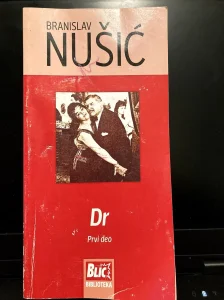 BRANISLAV
NUŠIĆ
Dr
Prvi deo
BLIC
BIBLIOTEKA